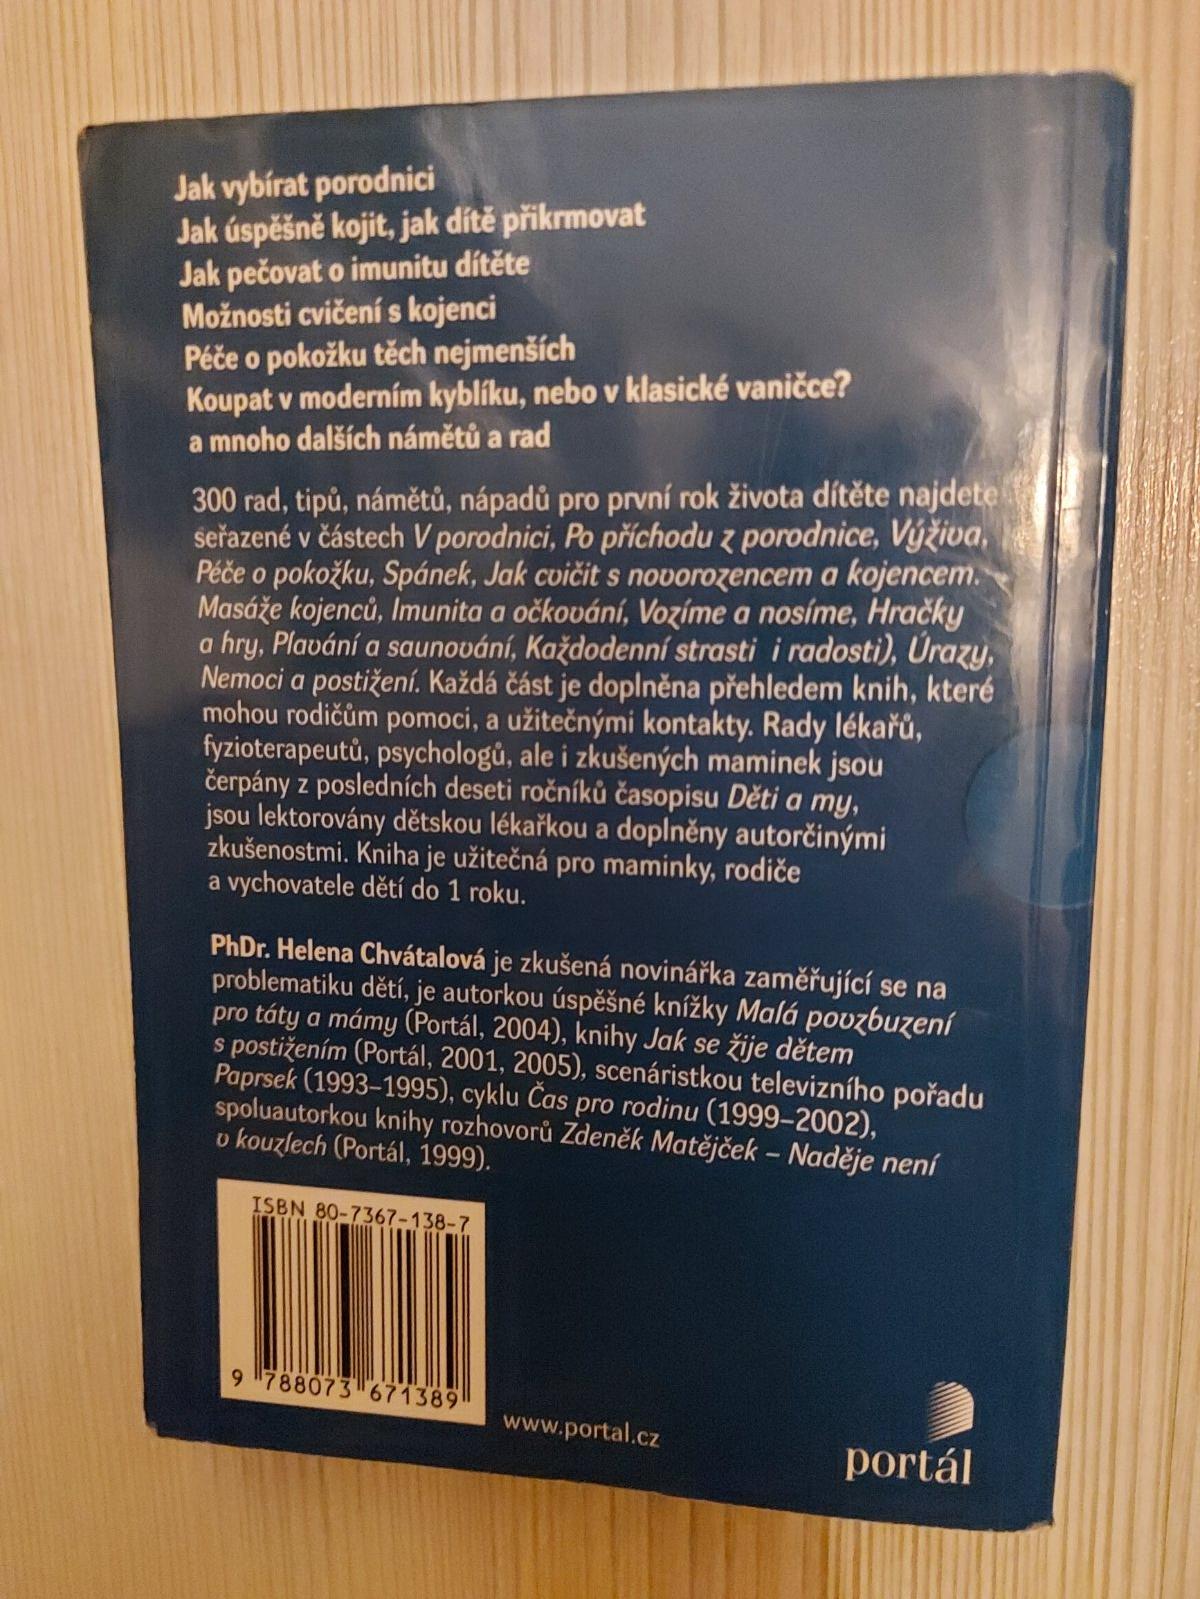 Jak vybírat porodnici
Jak úspěšně kojit, jak dítě přikrmovat
Jak pečovat o imunitu dítěte
Možnosti cvičení s kojenci
Péče o pokožku těch nejmenších
Koupat v moderním kyblíku, nebo v klasické vaničce?
a mnoho dalších námětů a rad
300 rad, tipů, námětů, nápadů pro první rok života dítěte najdete
seřazené v částech V porodnici, Po příchodu z porodnice, Výživa,
Péče o pokožku, Spánek, Jak cvičit s novorozencem a kojencem.
Masáže kojenců, Imunita a očkování, Vozíme a nosíme, Hračky
a hry, Plavání a saunování, Každodenní strasti i radosti), Úrazy,
Nemoci a postižení. Každá část je doplněna přehledem knih, které
mohou rodičům pomoci, a užitečnými kontakty. Rady lékařů,
fyzioterapeutů, psychologů, ale i zkušených maminek jsou
čerpány z posledních deseti ročníků časopisu Děti a my,
jsou lektorovány dětskou lékařkou a doplněny autorčinými
zkušenostmi. Kniha je užitečná pro maminky, rodiče
a vychovatele dětí do 1 roku.
PhDr. Helena Chvátalová je zkušená novinářka zaměřující se na
problematiku dětí, je autorkou úspěšné knížky Malá povzbuzení
pro táty a mámy (Portál, 2004), knihy Jak se žije dětem
s postižením (Portál, 2001, 2005), scenáristkou televizního pořadu
Paprsek (1993–1995), cyklu Čas pro rodinu (1999–2002),
spoluautorkou knihy rozhovorů Zdeněk Matějček – Naděje není
v kouzlech (Portál, 1999).
ISBN 80-7367-138-7
9 788073 671389
www.portal.cz
portál